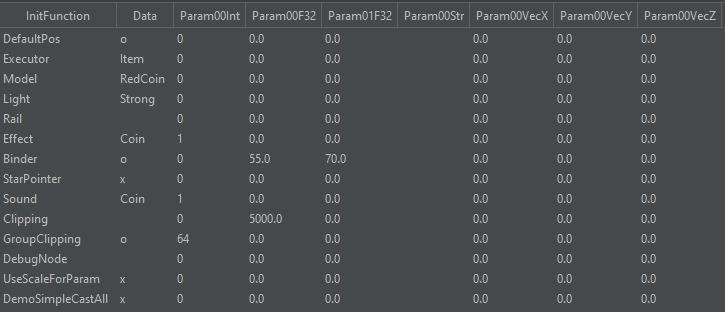 InitFunction Data Param00Int Param00F32 Param01F32 Param00Str Param00VecX Param00VecY Param00VecZ
DefaultPos o 0 0.0 0.0 0.0 0.0 0.0
Executor Item 0 0.0 0.0 0.0 0.0 0.0
Model RedCoin 0 0.0 0.0 0.0 0.0 0.0
Light Strong 0 0.0 0.0 0.0 0.0 0.0
Rail 0 0.0 0.0 0.0 0.0 0.0
Effect Coin 1 0.0 0.0 0.0 0.0 0.0
Binder o 0 55.0 70.0 0.0 0.0 0.0
StarPointer x 0 0.0 0.0 0.0 0.0 0.0
Sound Coin 1 0.0 0.0 0.0 0.0 0.0
Clipping 0 5000.0 0.0 0.0 0.0 0.0
GroupClipping o 64 0.0 0.0 0.0 0.0 0.0
DebugNode 0 0.0 0.0 0.0 0.0 0.0
UseScaleForParam x 0 0.0 0.0 0.0 0.0 0.0
DemoSimpleCastAll x 0 0.0 0.0 0.0 0.0 0.0